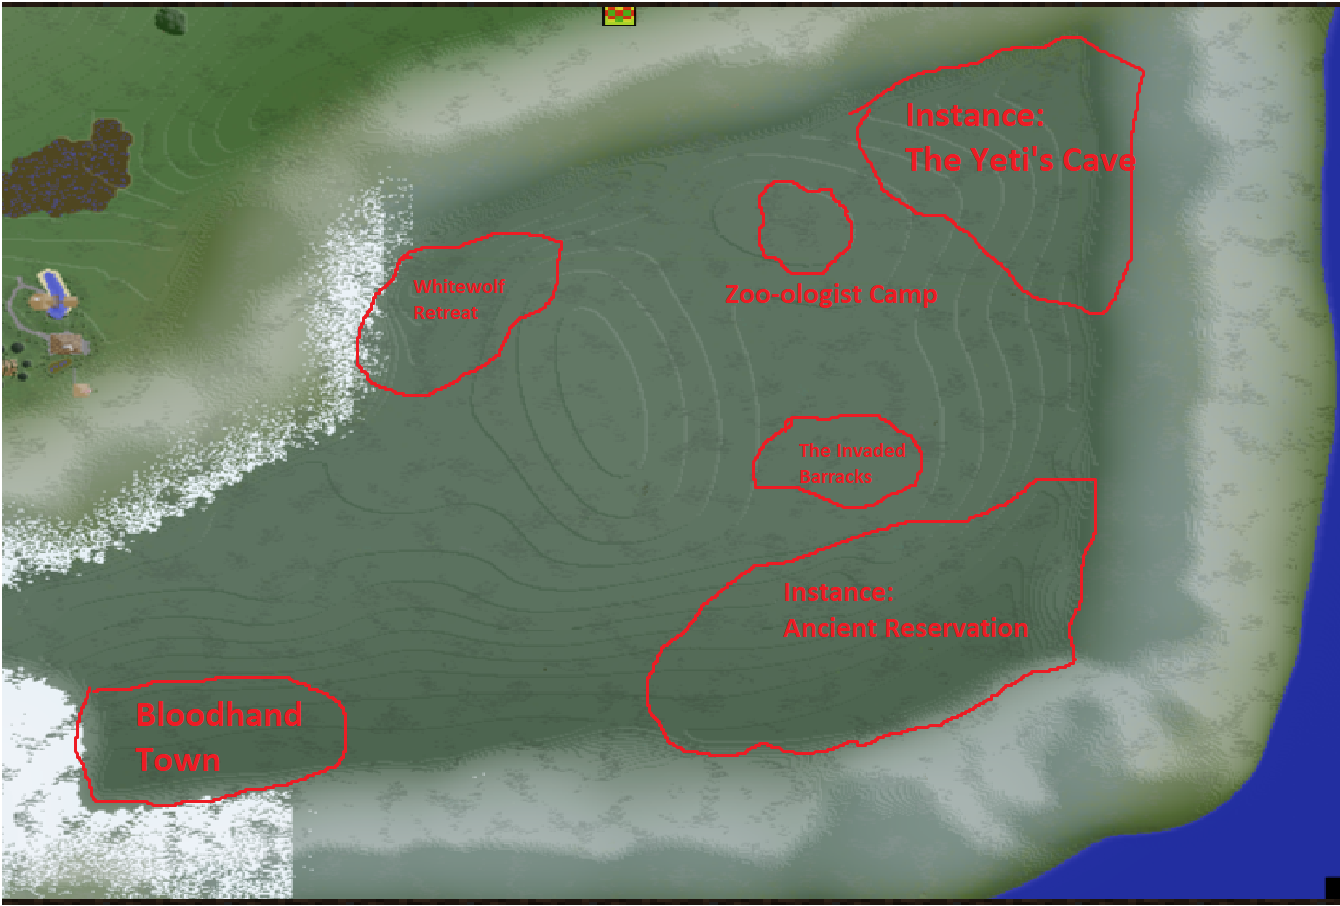 Instance:
The Yeti's Cave
Whitewolf
Retreat
Zoo-ologist Camp
The Invaded
Barracks
Instance:
Ancient Reservation
Bloodhand
Town